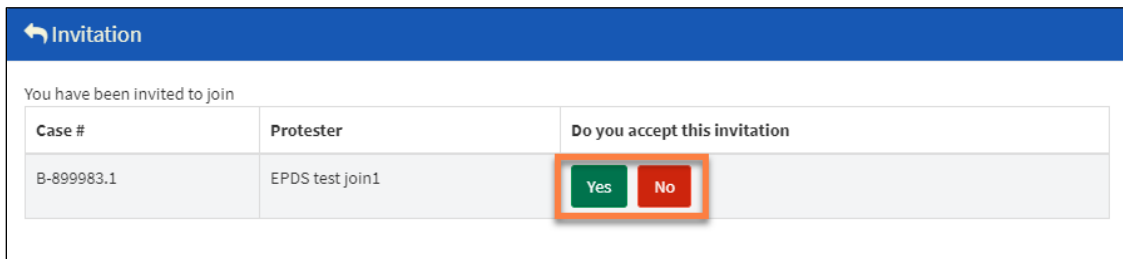 Invitation
You have been invited to join
Case # Protester Do you accept this invitation
B-899983.1 EPDS test join1 Yes No